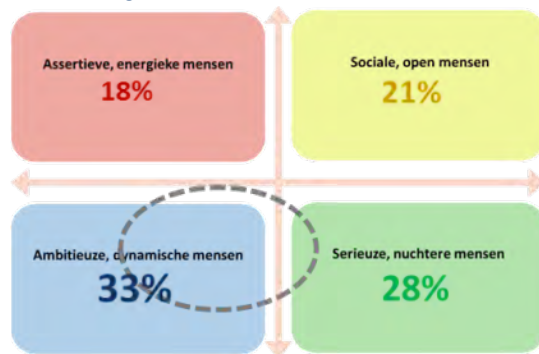 Assertieve, energieke mensen
18%
Sociale, open mensen
21%
Ambitieuze, dynamische mensen
33%
Serieuze, nuchtere mensen
28%